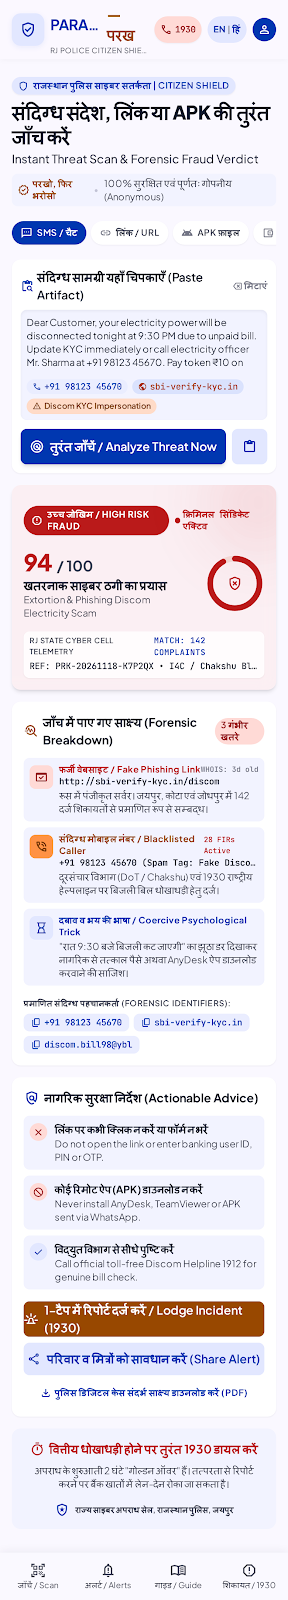 PARA...
— परख
1930
EN | हिं
RJ POLICE CITIZEN SHIE...
राजस्थान पुलिस साइबर सतर्कता | CITIZEN SHIELD
संदिग्ध संदेश, लिंक या APK की तुरंत
जाँच करें
Instant Threat Scan & Forensic Fraud Verdict
परखो, फिर
भरोसो
100% सुरक्षित एवं पूर्णतः गोपनीय
(Anonymous)
SMS / चैट
लिंक / URL
APK फ़ाइल
संदिग्ध सामग्री यहाँ चिपकाएँ (Paste
Artifact)
मिटाएं
Dear Customer, your electricity power will be
disconnected tonight at 9:30 PM due to unpaid bill.
Update KYC immediately or call electricity officer
Mr. Sharma at +91 98123 45670. Pay token ₹10 on
+91 98123 45670
sbi-verify-kyc.in
Discom KYC Impersonation
तुरंत जाँचें / Analyze Threat Now
उच्च जोखिम / HIGH RISK
FRAUD
क्रिमिनल सिंडिकेट
एक्टिव
94 / 100
खतरनाक साइबर ठगी का प्रयास
Extortion & Phishing Discom
Electricity Scam
RJ STATE CYBER CELL
TELEMETRY
MATCH: 142
COMPLAINTS
REF: PRK-20261118-K7P2QX • I4C / Chakshu Bl...
जाँच में पाए गए साक्ष्य (Forensic
Breakdown)
3 गंभीर
खतरे
फर्जी वेबसाइट / Fake Phishing Link
WHOIS: 3d old
http://sbi-verify-kyc.in/discom
रूस में पंजीकृत सर्वर। जयपुर, कोटा एवं जोधपुर में 142
दर्ज शिकायतों से प्रमाणित रूप से सम्बद्ध।
संदिग्ध मोबाइल नंबर / Blacklisted
Caller
28 FIRs
Active
+91 98123 45670 (Spam Tag: Fake Disco...
दूरसंचार विभाग (DoT / Chakshu) एवं 1930 राष्ट्रीय
हेल्पलाइन पर बिजली बिल धोखाधड़ी हेतु दर्ज।
दबाव व भय की भाषा / Coercive Psychological
Trick
"रात 9:30 बजे बिजली कट जाएगी" का झूठा डर दिखाकर
नागरिक से तत्काल पैसे अथवा AnyDesk ऐप डाउनलोड
करवाने की साजिश।
प्रमाणित संदिग्ध पहचानकर्ता (FORENSIC IDENTIFIERS):
+91 98123 45670
sbi-verify-kyc.in
discom.bill98@ybl
नागरिक सुरक्षा निर्देश (Actionable Advice)
लिंक पर कभी क्लिक न करें या फॉर्म न भरें
Do not open the link or enter banking user ID,
PIN or OTP.
कोई रिमोट ऐप (APK) डाउनलोड न करें
Never install AnyDesk, TeamViewer or APK
sent via WhatsApp.
विद्युत विभाग से सीधे पुष्टि करें
Call official toll-free Discom Helpline 1912 for
genuine bill check.
1-टैप में रिपोर्ट दर्ज करें / Lodge Incident
(1930)
परिवार व मित्रों को सावधान करें (Share Alert)
पुलिस डिजिटल केस संदर्भ साक्ष्य डाउनलोड करें (PDF)
वित्तीय धोखाधड़ी होने पर तुरंत 1930 डायल करें
अपराध के शुरुआती 2 घंटे "गोल्डन ऑवर" हैं। तत्परता से रिपोर्ट
करने पर बैंक खातों में लेन-देन रोका जा सकता है।
राज्य साइबर अपराध सेल, राजस्थान पुलिस, जयपुर
जाँचें / Scan
अलर्ट / Alerts
गाइड / Guide
शिकायत / 1930